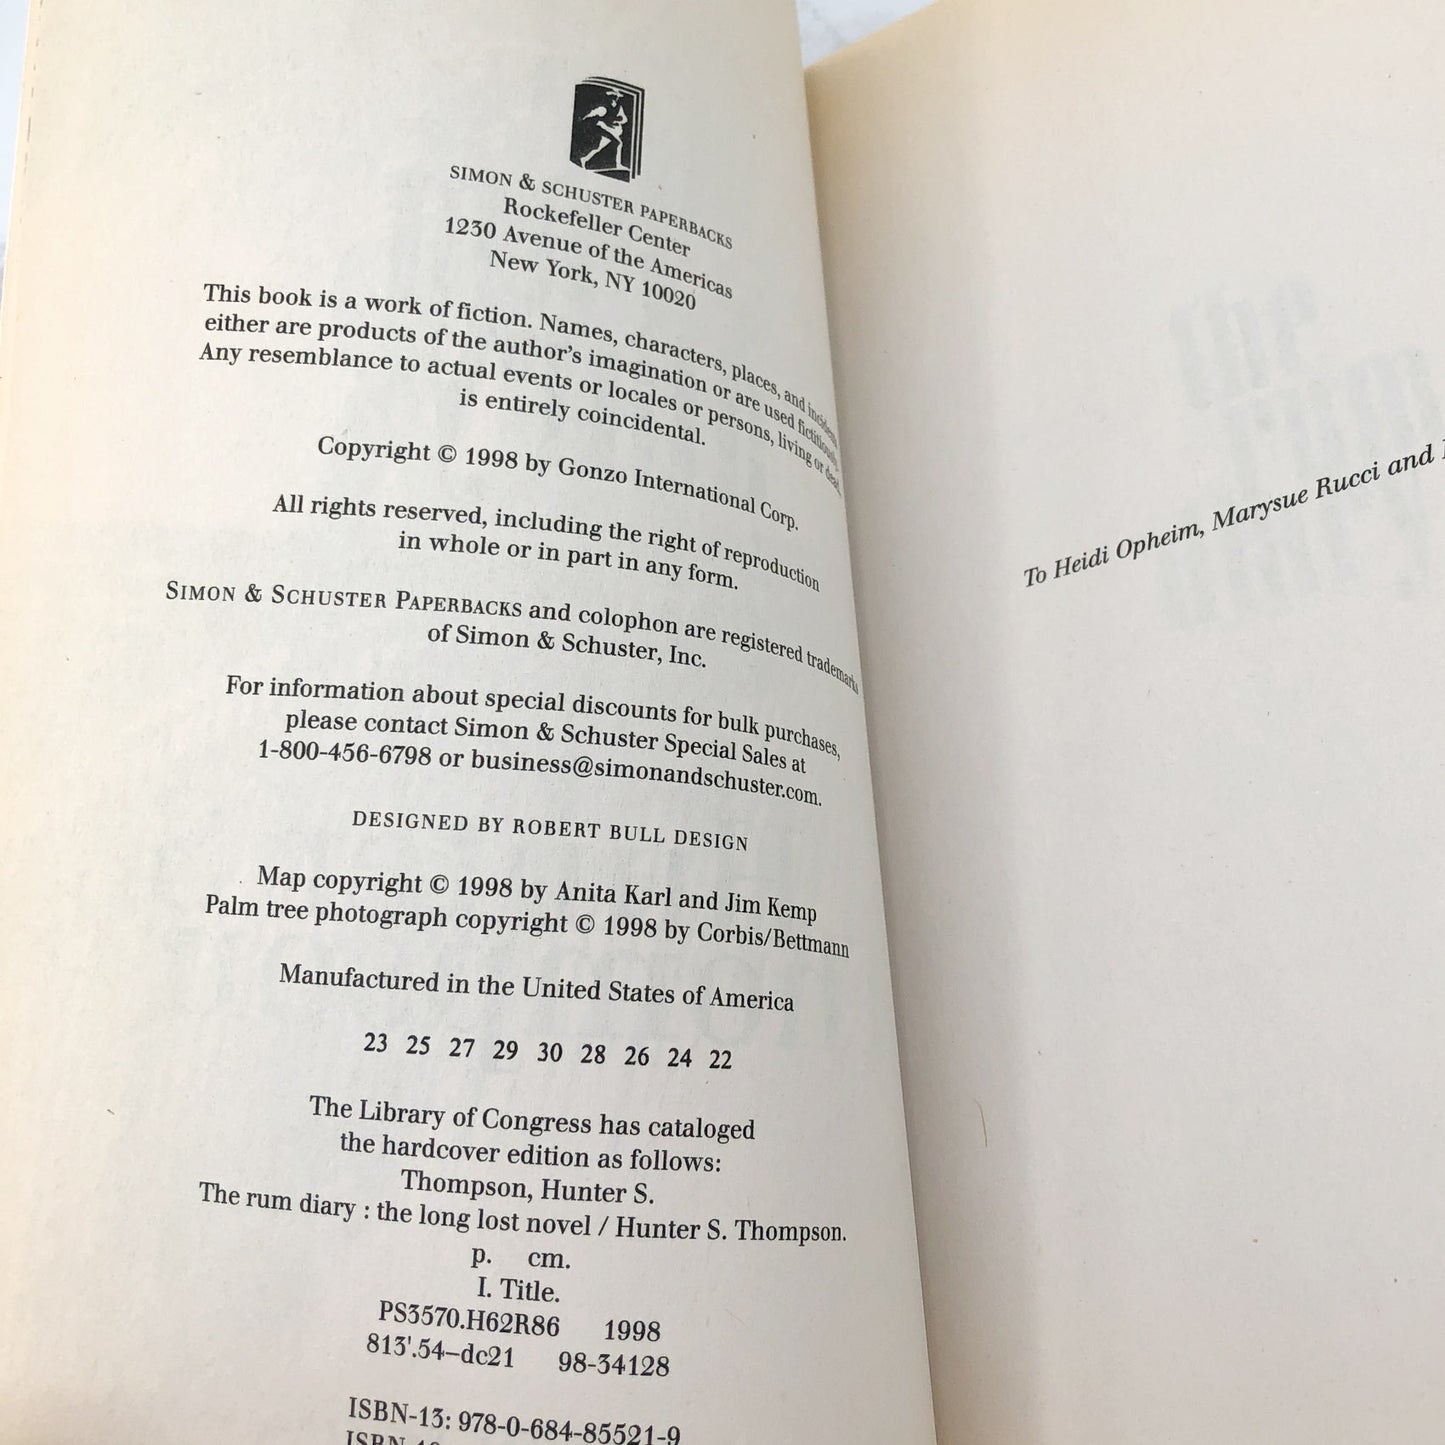 SIMON & SCHUSTER PAPERBACKS
Rockefeller Center
1230 Avenue of the Americas
New York, NY 10020
This book is a work of fiction. Names, characters, places, and incidents
either are products of the author's imagination or are used fictitiously.
Any resemblance to actual events or locales or persons, living or dead,
is entirely coincidental.
Copyright © 1998 by Gonzo International Corp.
All rights reserved, including the right of reproduction
in whole or in part in any form.
SIMON & SCHUSTER PAPERBACKS and colophon are registered trademarks
of Simon & Schuster, Inc.
For information about special discounts for bulk purchases,
please contact Simon & Schuster Special Sales at
1-800-456-6798 or business@simonandschuster.com.
DESIGNED BY ROBERT BULL DESIGN
Map copyright © 1998 by Anita Karl and Jim Kemp
Palm tree photograph copyright © 1998 by Corbis/Bettmann
Manufactured in the United States of America
23 25 27 29 30 28 26 24 22
The Library of Congress has cataloged
the hardcover edition as follows:
Thompson, Hunter S.
The rum diary : the long lost novel / Hunter S. Thompson.
p. cm.
I. Title.
PS3570.H62R86 1998
813'.54–dc21 98-34128
ISBN-13: 978-0-684-85521-9
To Heidi Opheim, Marysue Rucci and